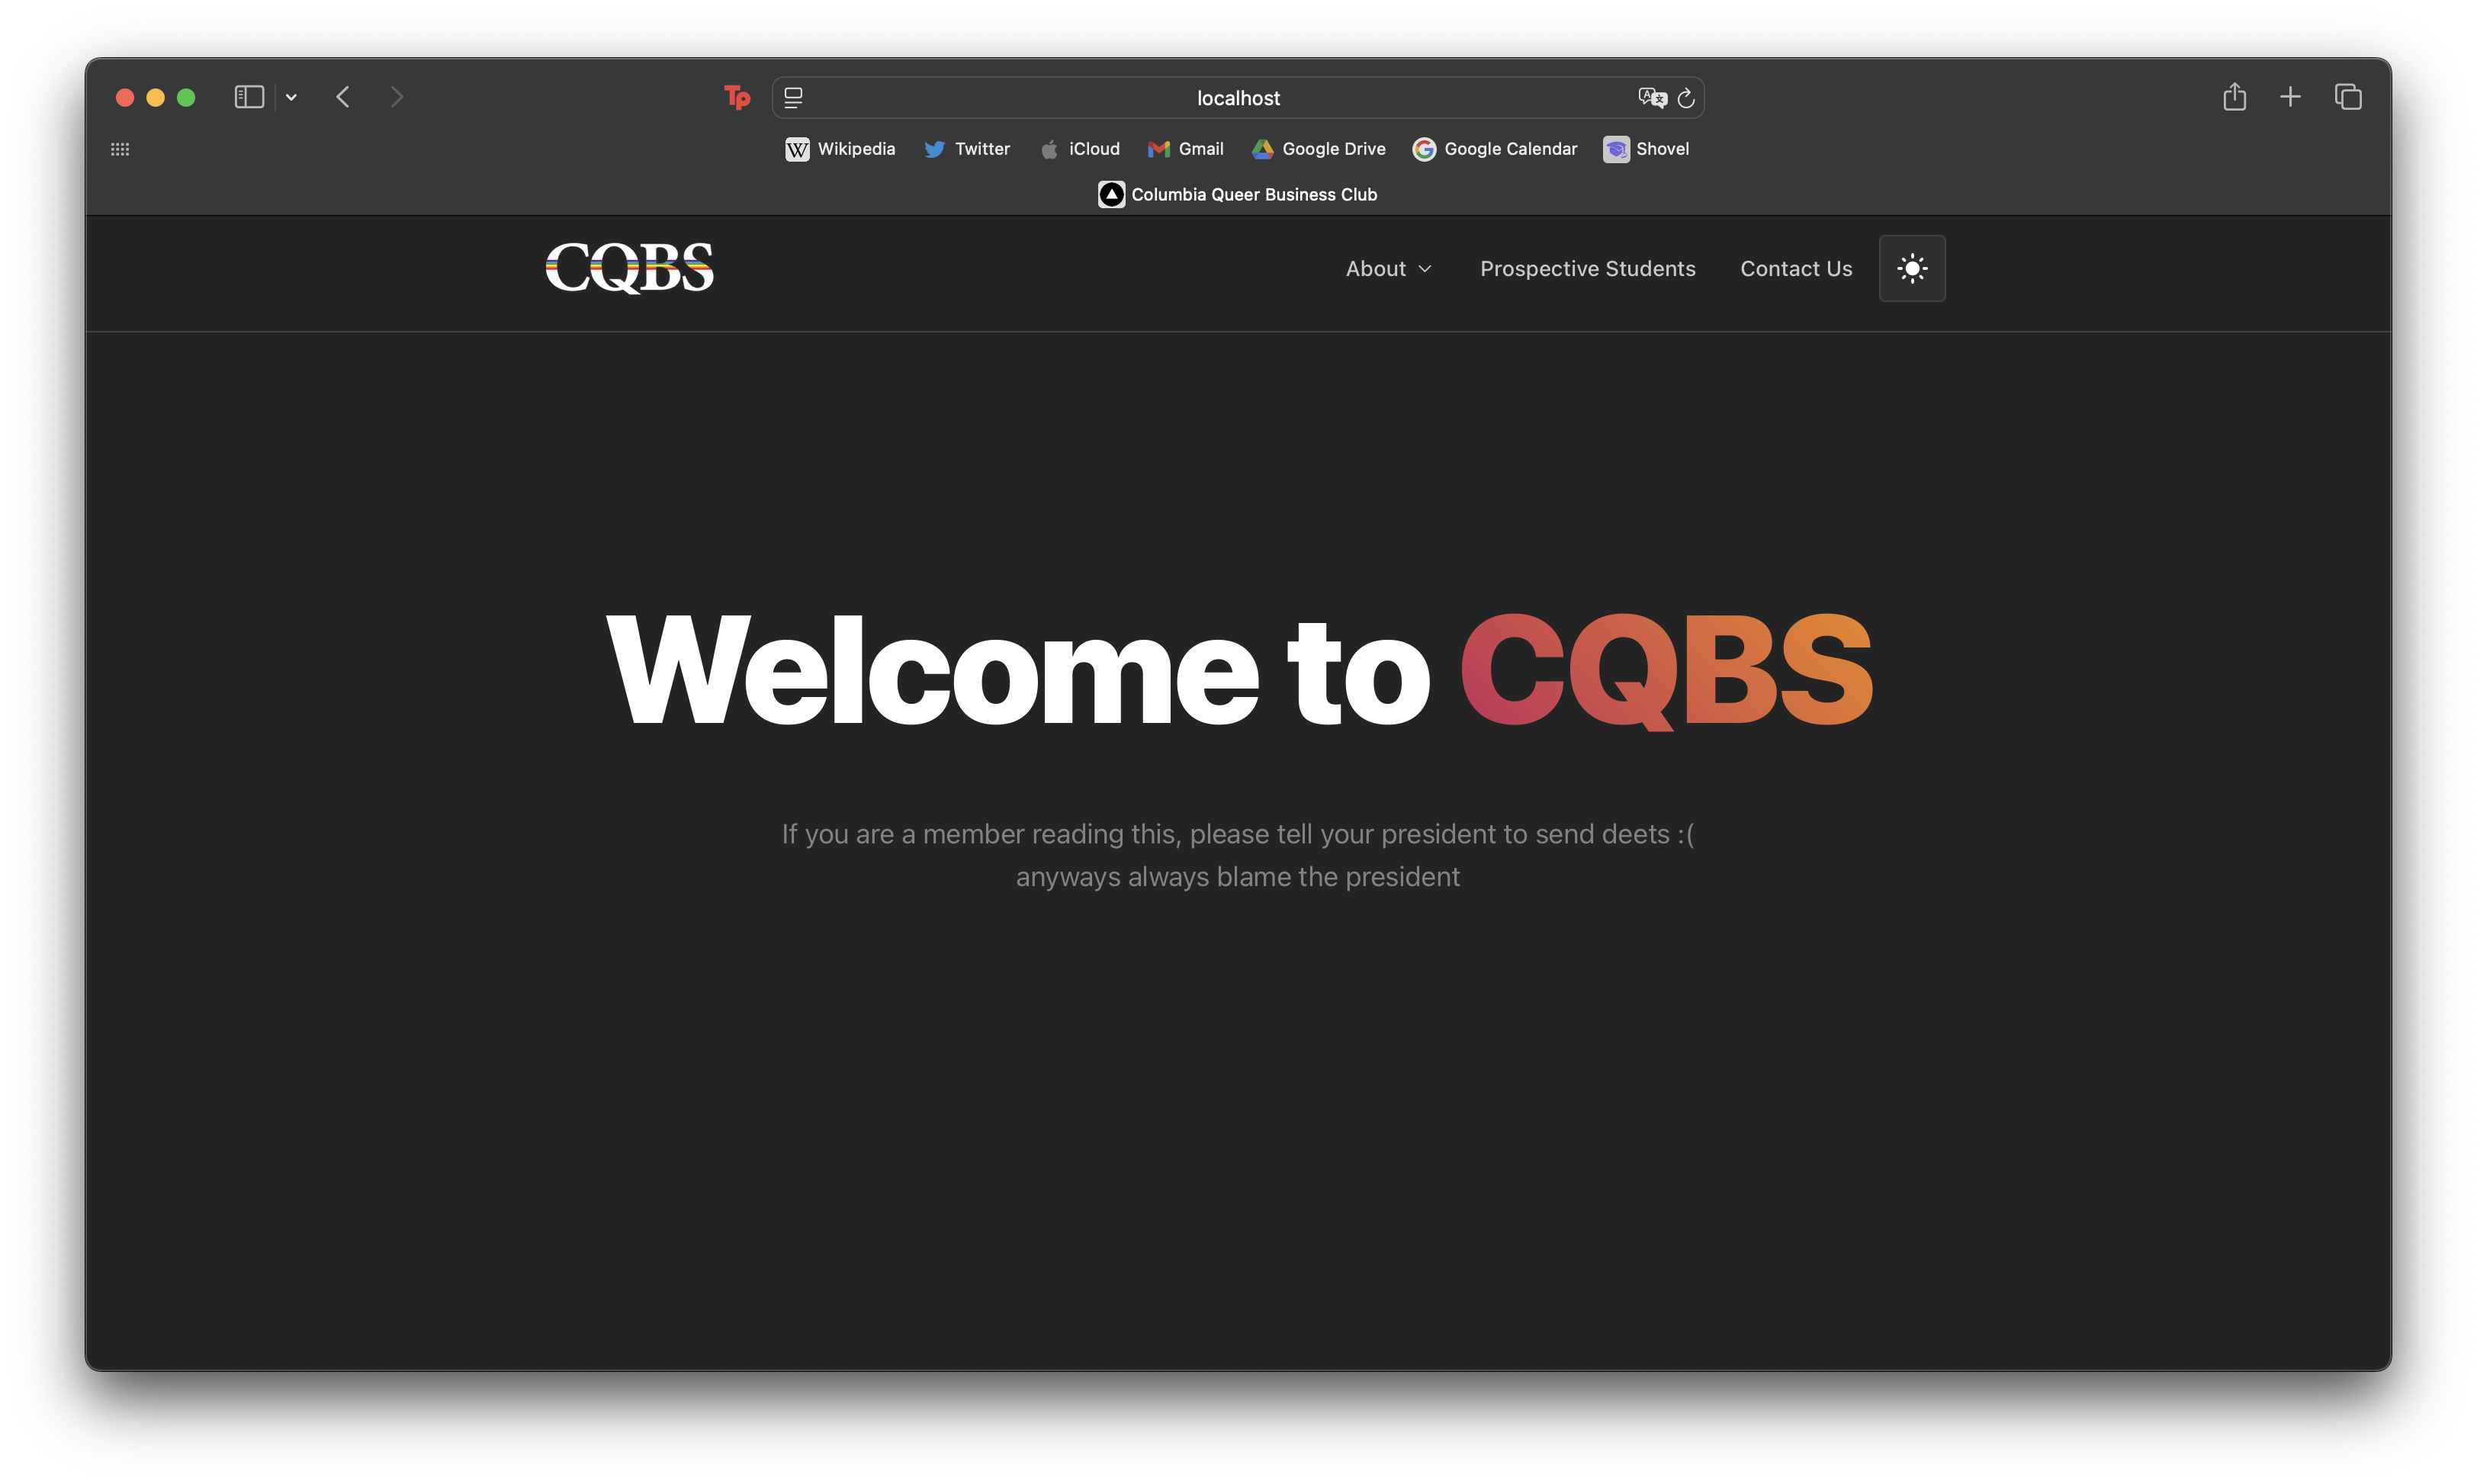 Tp
localhost
W Wikipedia
Twitter
iCloud
Gmail
Google Drive
G Google Calendar
Shovel
Columbia Queer Business Club
CQBS
About
Prospective Students
Contact Us
Welcome to CQBS
If you are a member reading this, please tell your president to send deets :(
anyways always blame the president